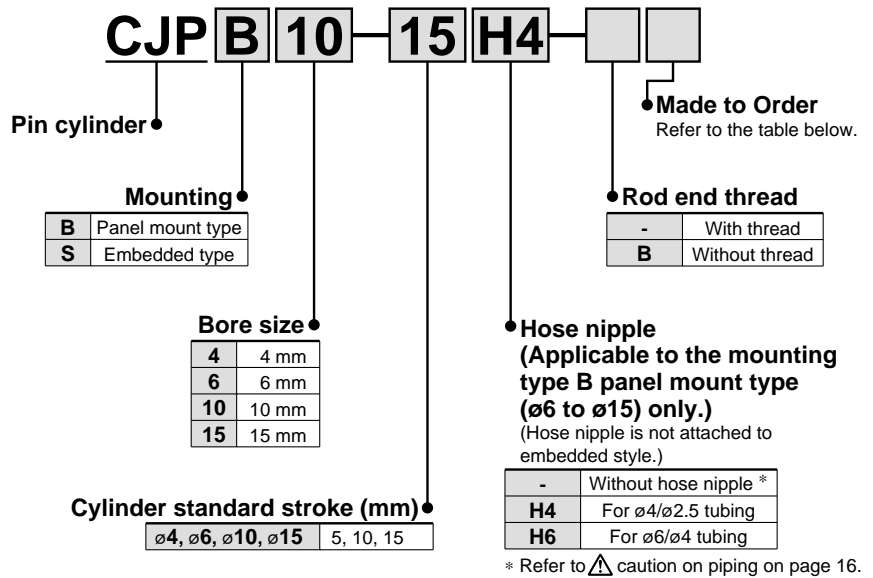 CJP B 10 - 15 H4 -
Made to Order
Refer to the table below.
Pin cylinder
Mounting
B Panel mount type
S Embedded type
Rod end thread
- With thread
B Without thread
Bore size
4 4 mm
6 6 mm
10 10 mm
15 15 mm
Hose nipple
(Applicable to the mounting
type B panel mount type
(ø6 to ø15) only.)
(Hose nipple is not attached to
embedded style.)
- Without hose nipple *
H4 For ø4/ø2.5 tubing
H6 For ø6/ø4 tubing
* Refer to ⚠ caution on piping on page 16.
Cylinder standard stroke (mm)
ø4, ø6, ø10, ø15 5, 10, 15